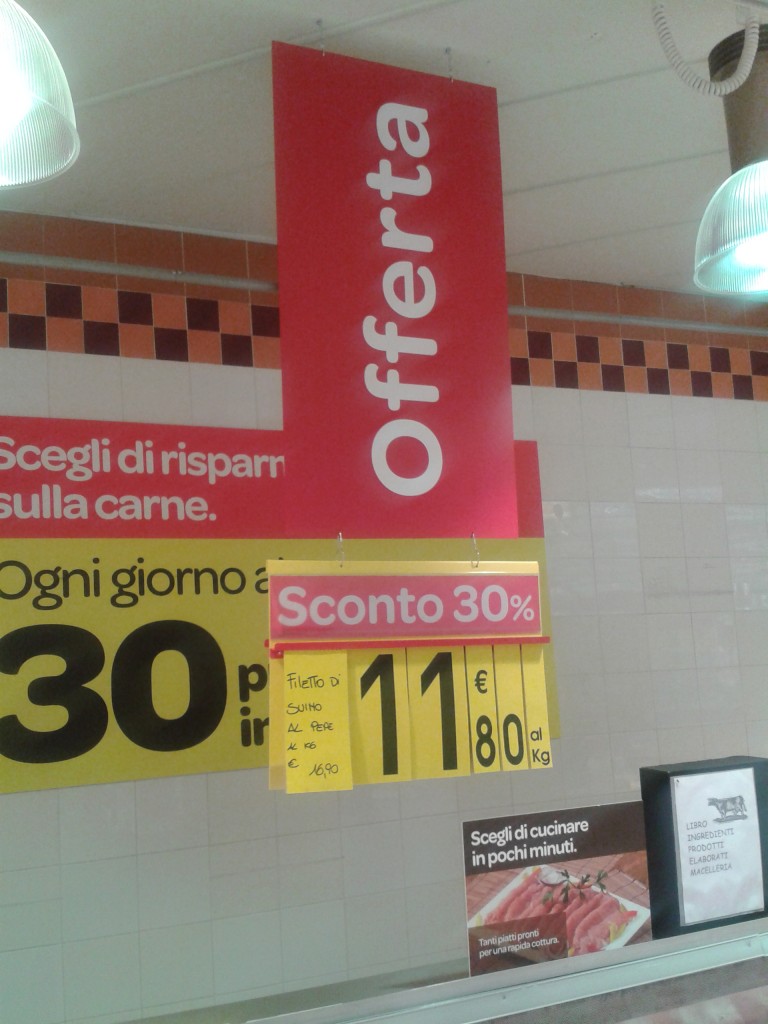 Offerta
Scegli di risparm
sulla carne.
Ogni giorno a
30 p
in
Sconto 30%
FILETTO DI
SUINO
AL PEPE
AL KG
€ 16,90
11 € 80 al Kg
Scegli di cucinare
in pochi minuti.
Tanti piatti pronti
per una rapida cottura.
LIBRO
INGREDIENTI
PRODOTTI
ELABORATI
MACELLERIA